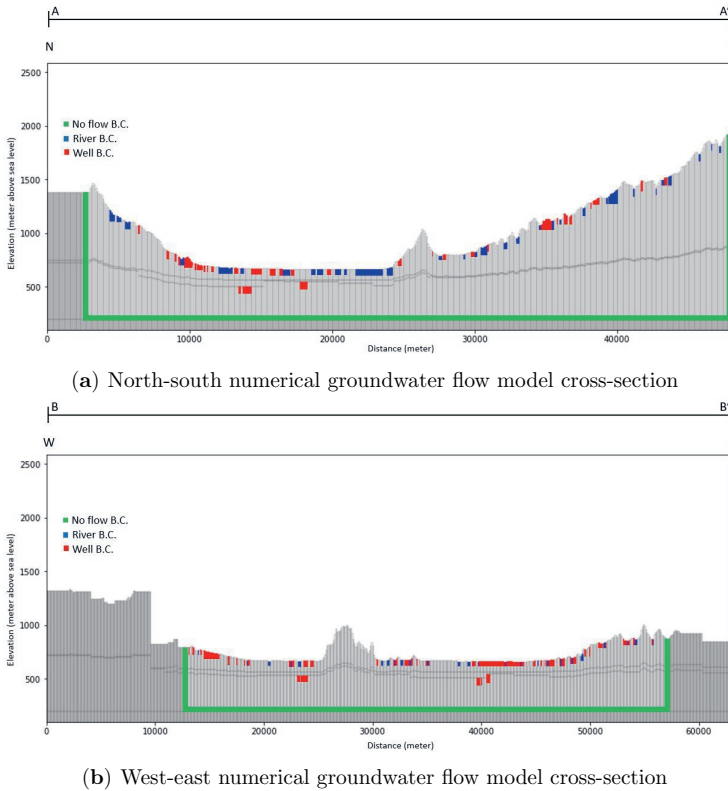 A A'
N
2500
2000
1500
1000
500
Elevation (meter above sea level)
No flow B.C.
River B.C.
Well B.C.
0 10000 20000 30000 40000
Distance (meter)
(a) North-south numerical groundwater flow model cross-section
B B'
W
2500
2000
1500
1000
500
Elevation (meter above sea level)
No flow B.C.
River B.C.
Well B.C.
0 10000 20000 30000 40000 50000 60000
Distance (meter)
(b) West-east numerical groundwater flow model cross-section